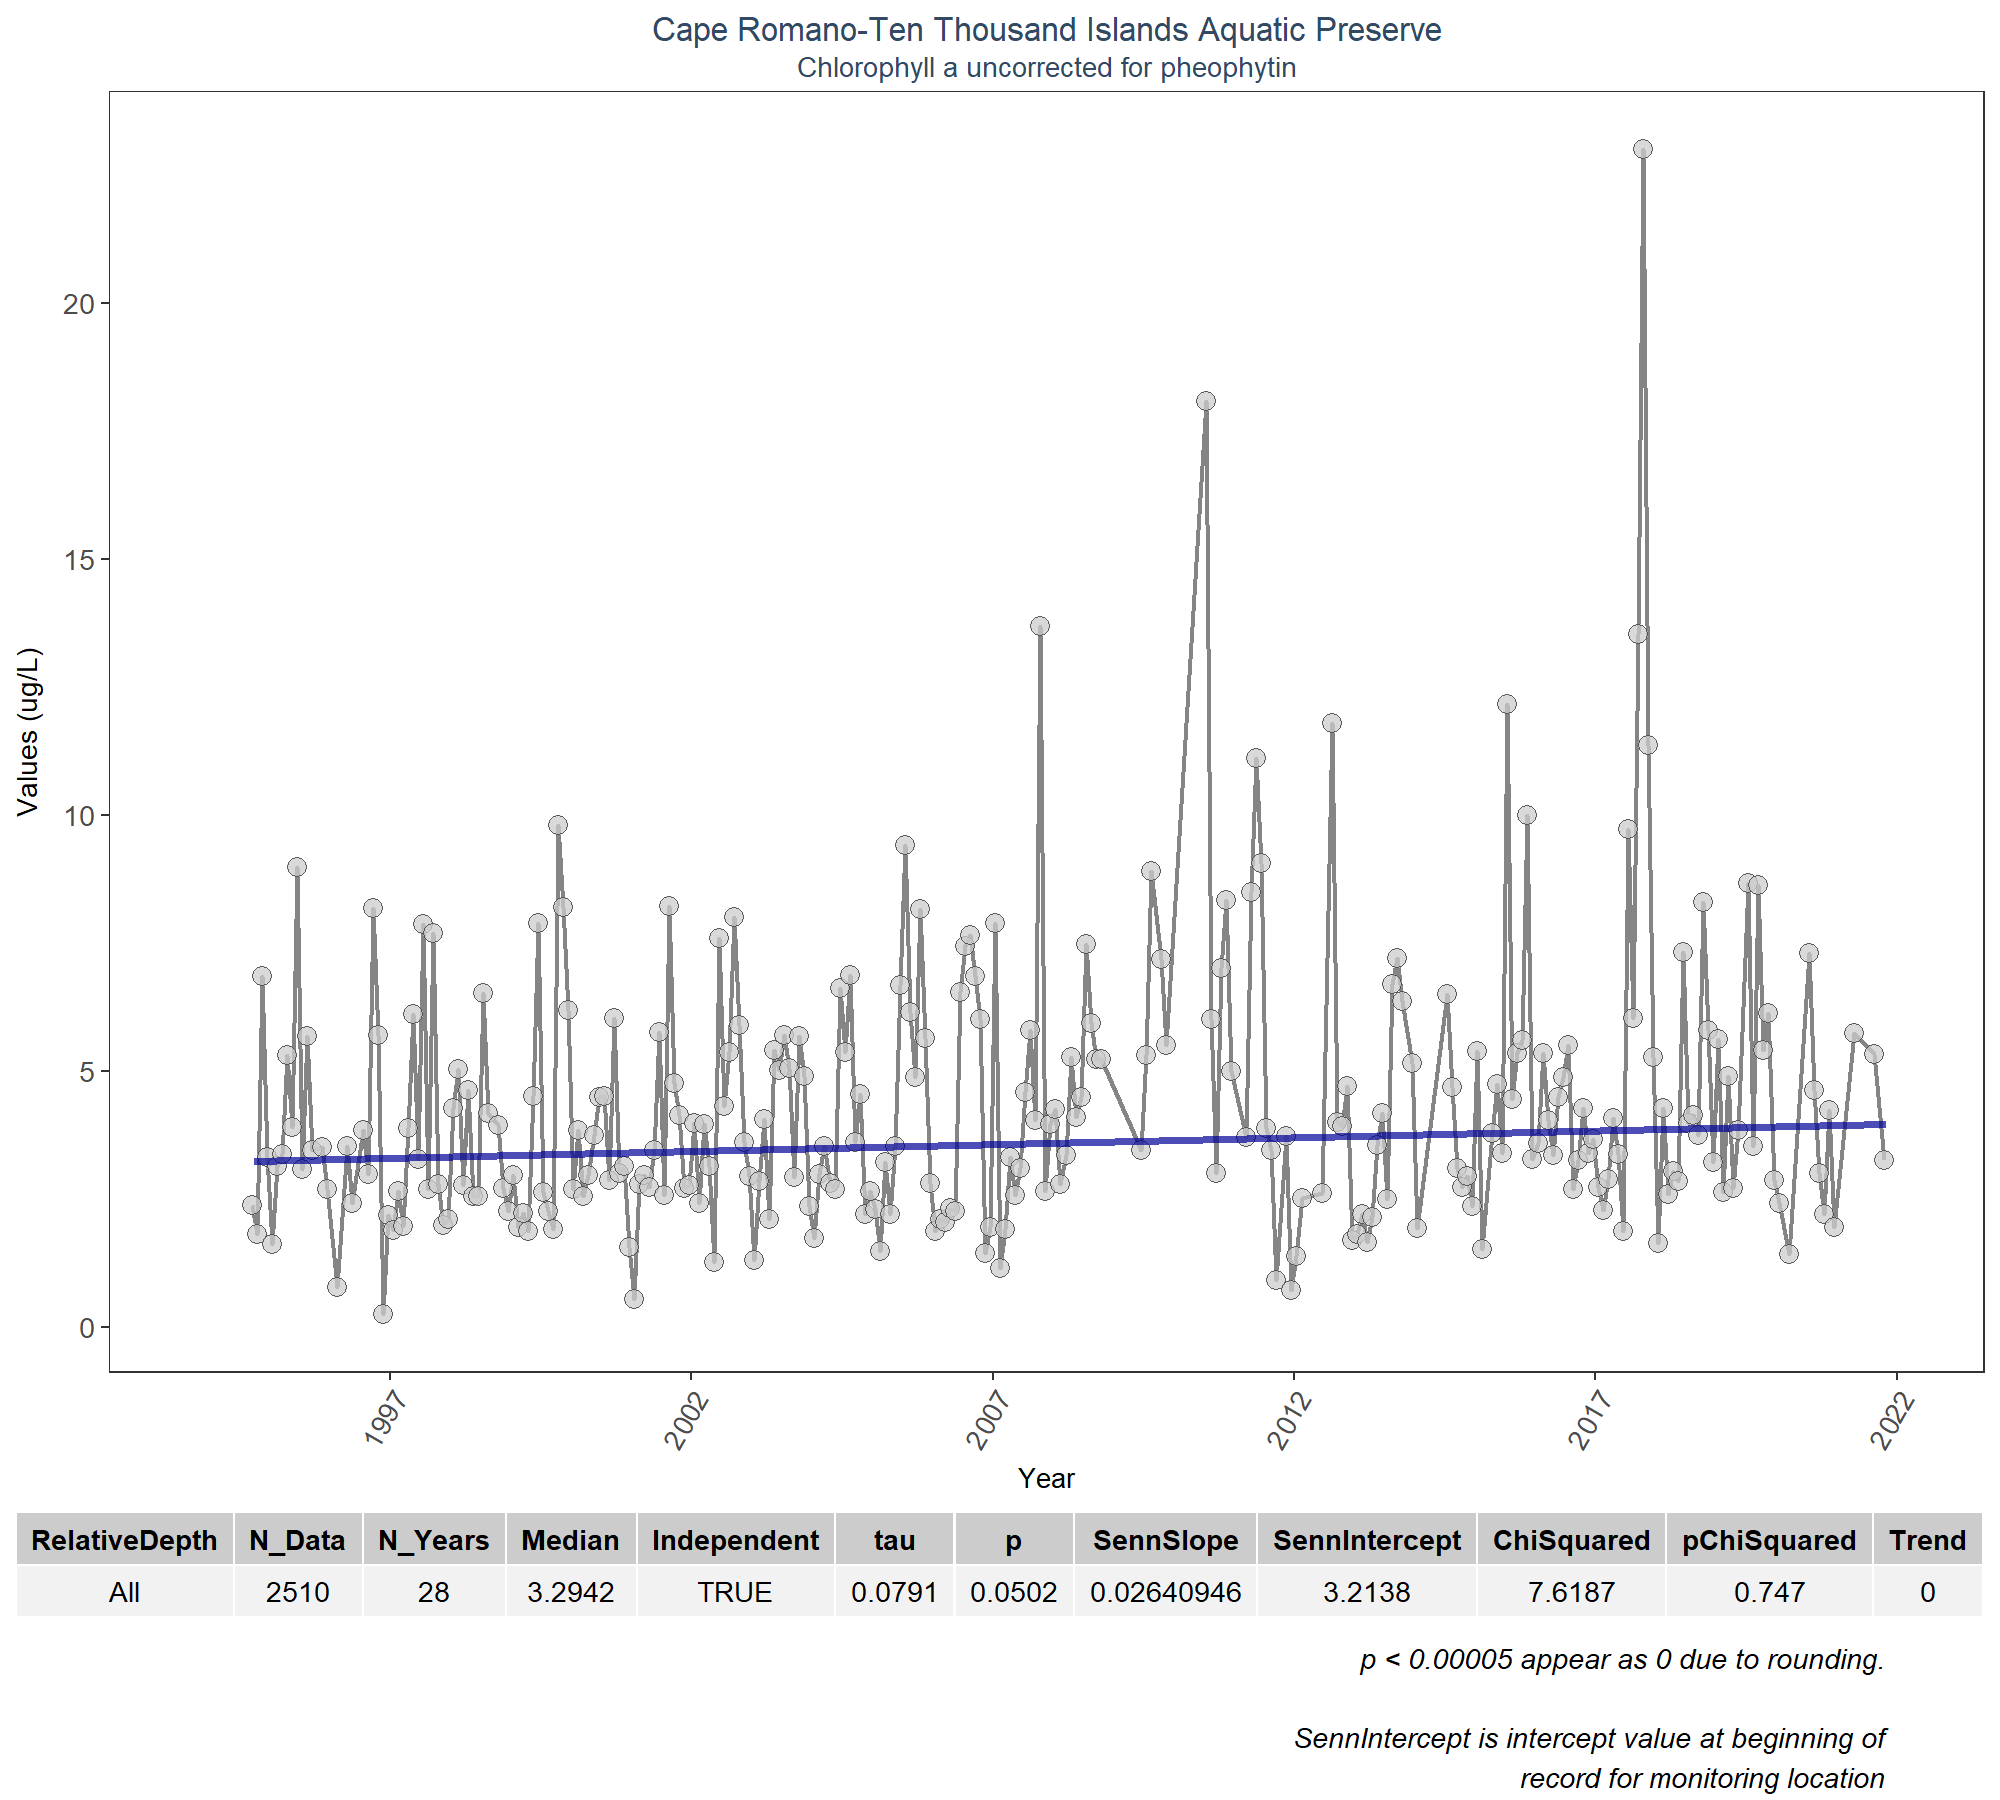 Cape Romano-Ten Thousand Islands Aquatic Preserve
Chlorophyll a uncorrected for pheophytin
Values (ug/L)
20
15
10
5
0
1997 2002 2007 2012 2017 2022
Year
RelativeDepth N_Data N_Years Median Independent tau p SennSlope SennIntercept ChiSquared pChiSquared Trend
All 2510 28 3.2942 TRUE 0.0791 0.0502 0.02640946 3.2138 7.6187 0.747 0
p < 0.00005 appear as 0 due to rounding.
SennIntercept is intercept value at beginning of
record for monitoring location